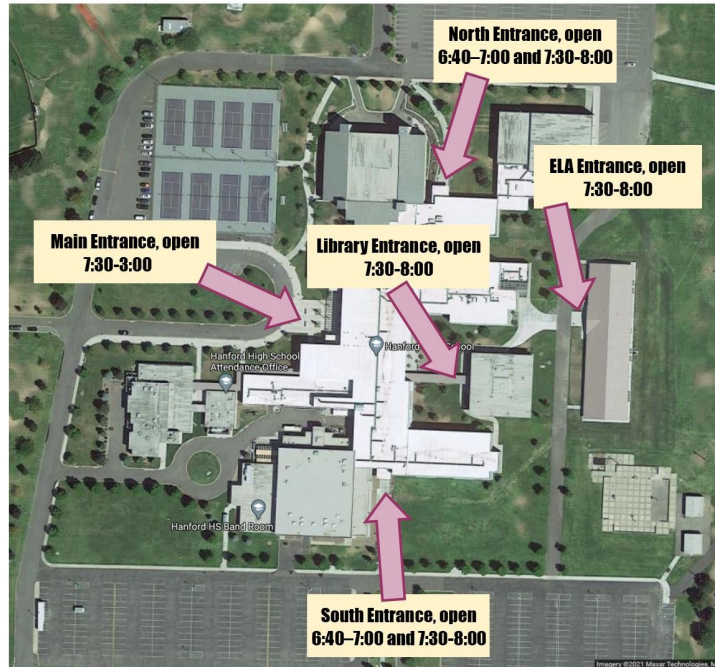 North Entrance, open
6:40–7:00 and 7:30-8:00
ELA Entrance, open
7:30-8:00
Main Entrance, open
7:30-3:00
Library Entrance, open
7:30-8:00
Hanford High School
Attendance Office
Hanfor
ool
Hanford HS Band Room
South Entrance, open
6:40–7:00 and 7:30-8:00
Imagery ©2021 Maxar Technologies,